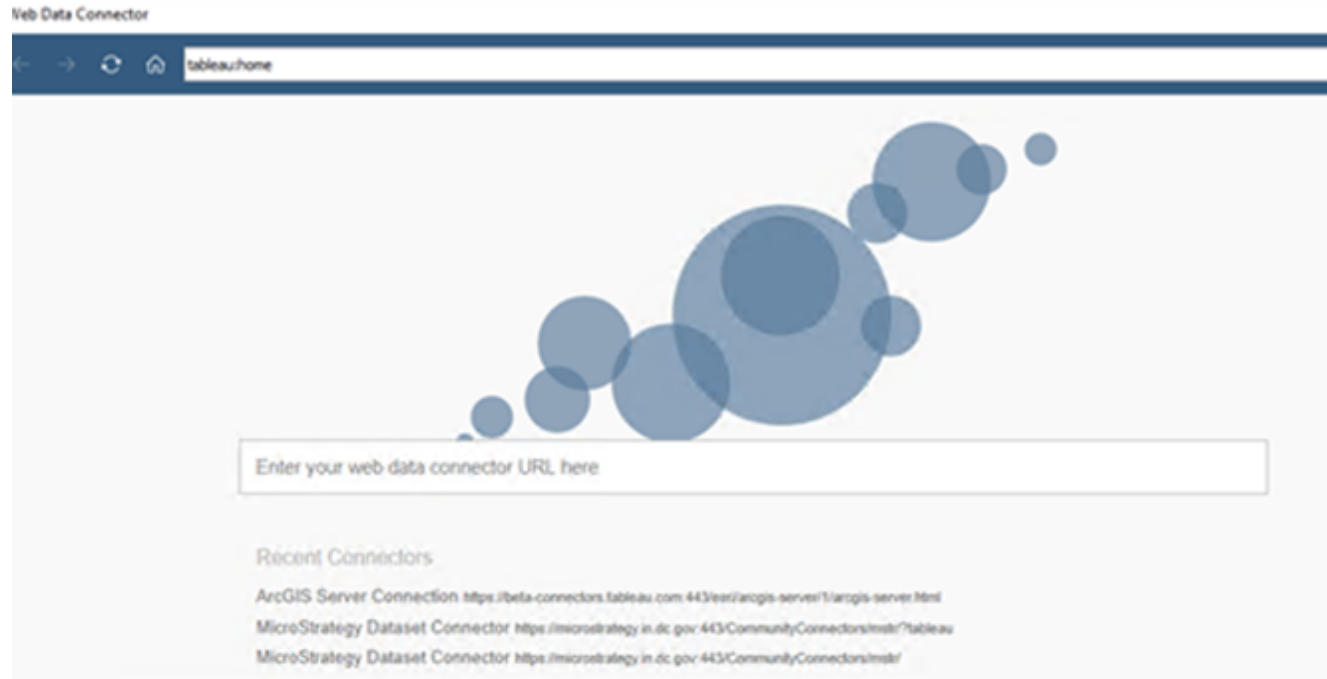 Web Data Connector
tableau:home
Enter your web data connector URL here
Recent Connectors
ArcGIS Server Connection https://beta-connectors.tableau.com:443/esri/arcgis-server/1/arcgis-server.html
MicroStrategy Dataset Connector https://microstrategy.in.dc.gov:443/CommunityConnectors/mstr/?tableau
MicroStrategy Dataset Connector https://microstrategy.in.dc.gov:443/CommunityConnectors/mstr/